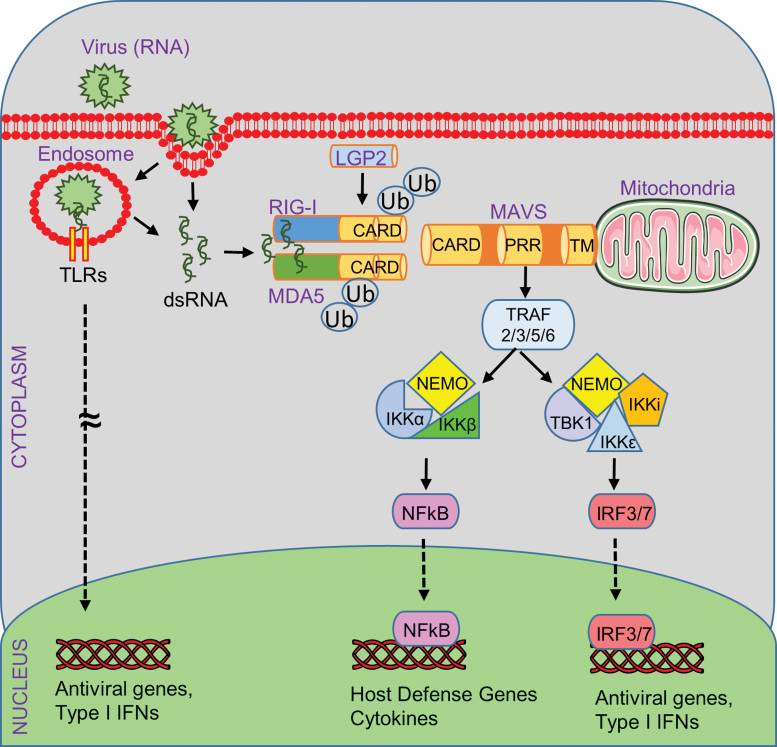 Virus (RNA)
Endosome
TLRs
dsRNA
LGP2
Ub
Ub
RIG-I
CARD
CARD
MDA5
Ub
Ub
MAVS
CARD
PRR
TM
Mitochondria
TRAF
2/3/5/6
NEMO
IKKα
IKKβ
NEMO
TBK1
IKKi
IKKε
CYTOPLASM
NFkB
IRF3/7
NUCLEUS
NFkB
IRF3/7
Antiviral genes,
Type I IFNs
Host Defense Genes
Cytokines
Antiviral genes,
Type I IFNs